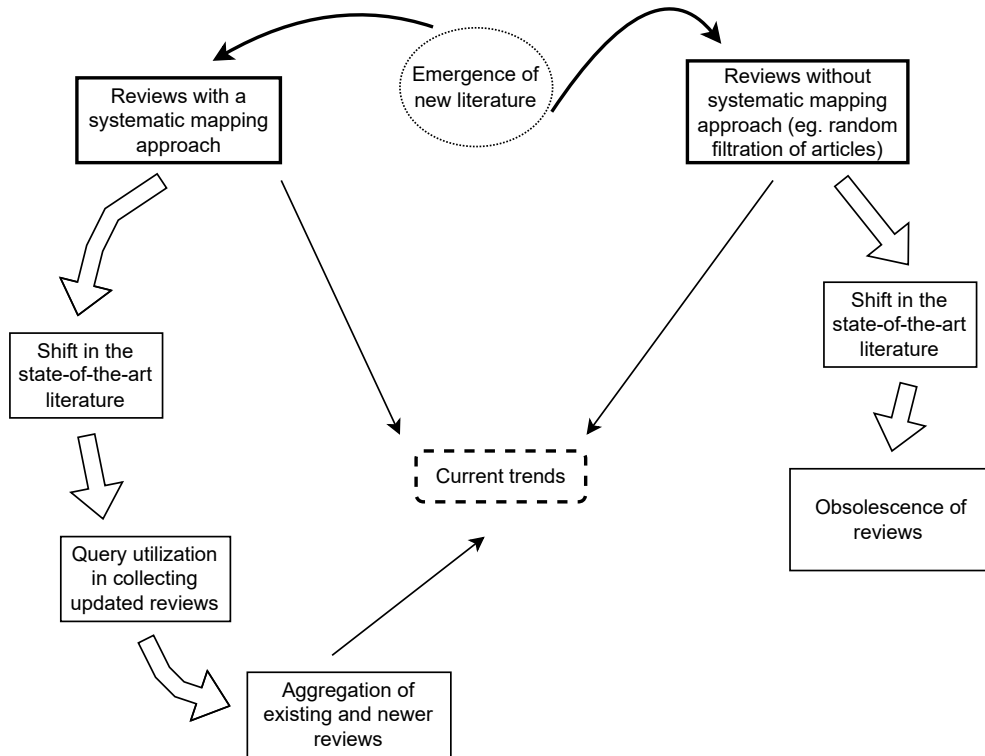 Emergence of
new literature
Reviews with a
systematic mapping
approach
Reviews without
systematic mapping
approach (eg. random
filtration of articles)
Shift in the
state-of-the-art
literature
Shift in the
state-of-the-art
literature
Current trends
Obsolescence of
reviews
Query utilization
in collecting
updated reviews
Aggregation of
existing and newer
reviews